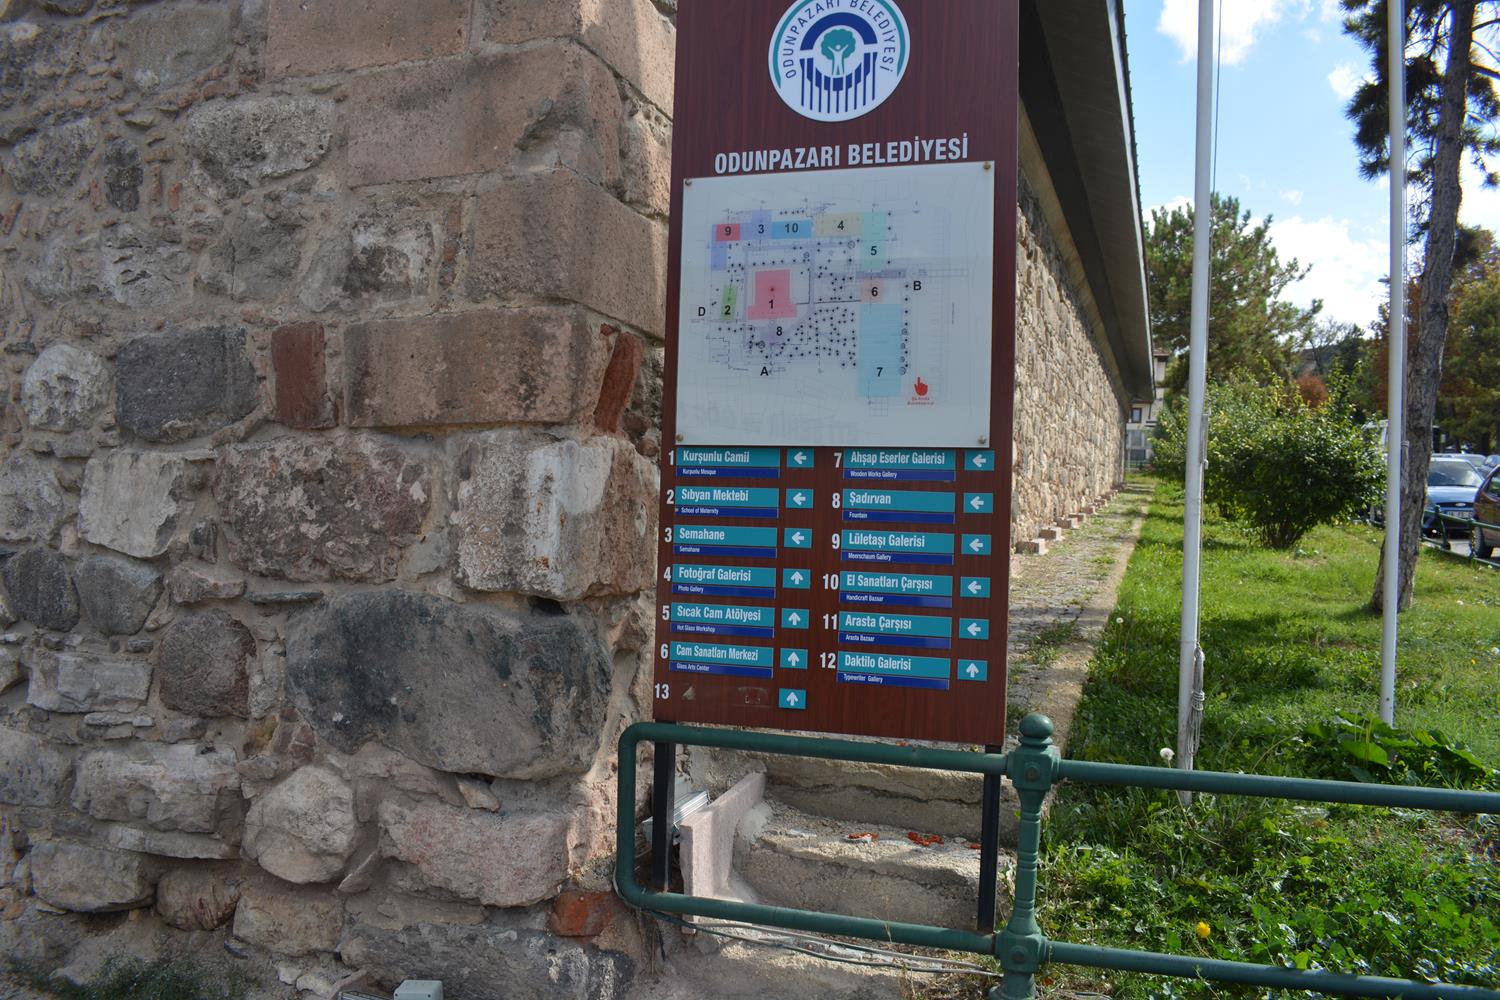 ODUNPAZARI BELEDİYESİ
ODUNPAZARI BELEDİYESİ
9 3 10 4
5
6 B
D 2 1
8
A 7
1 Kurşunlu Camii
Kurşunlu Mosque
2 Sıbyan Mektebi
School of Maternity
3 Semahane
Semahane
4 Fotoğraf Galerisi
Photo Gallery
5 Sıcak Cam Atölyesi
Hot Glass Workshop
6 Cam Sanatları Merkezi
Glass Arts Center
13
7 Ahşap Eserler Galerisi
Wooden Works Gallery
8 Şadırvan
Fountain
9 Lületaşı Galerisi
Meerschaum Gallery
10 El Sanatları Çarşısı
Handicraft Bazaar
11 Arasta Çarşısı
Arasta Bazaar
12 Daktilo Galerisi
Typewriter Gallery